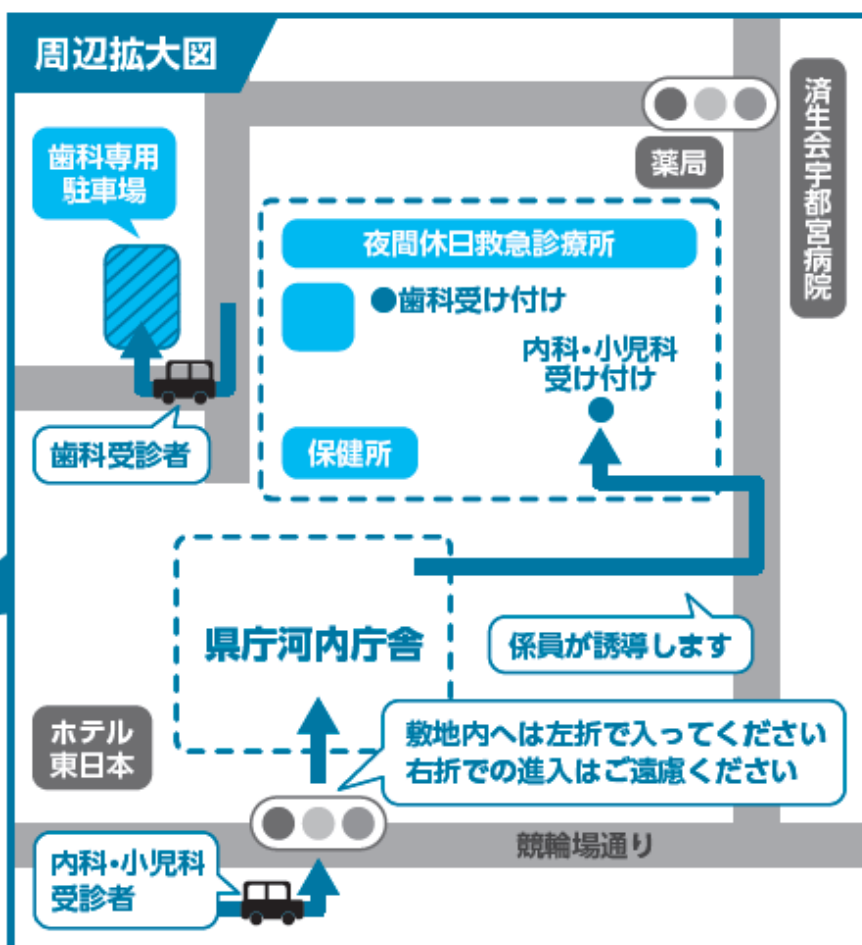 周辺拡大図
済生会宇都宮病院
薬局
歯科専用
駐車場
夜間休日救急診療所
●歯科受け付け
内科・小児科
受け付け
歯科受診者
保健所
県庁河内庁舎
係員が誘導します
ホテル
東日本
敷地内へは左折で入ってください
右折での進入はご遠慮ください
競輪場通り
内科・小児科
受診者